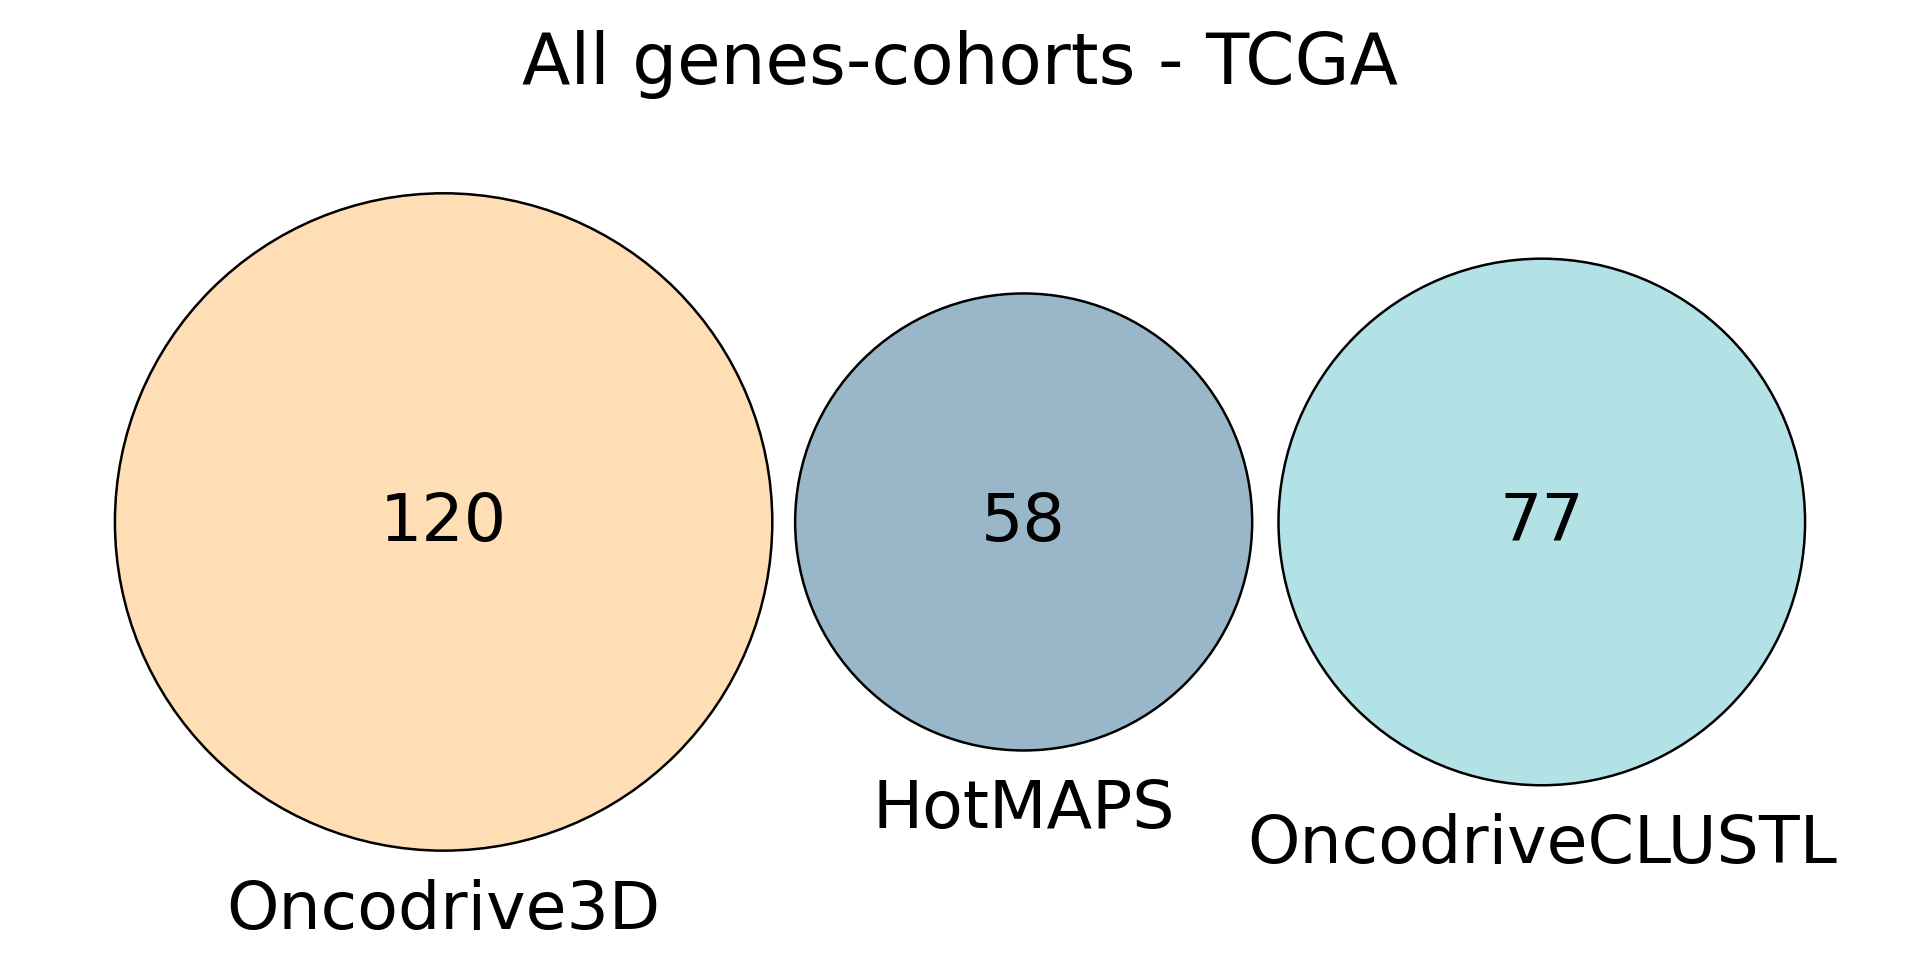 All genes-cohorts - TCGA
120
58
77
HotMAPS
OncodriveCLUSTL
Oncodrive3D